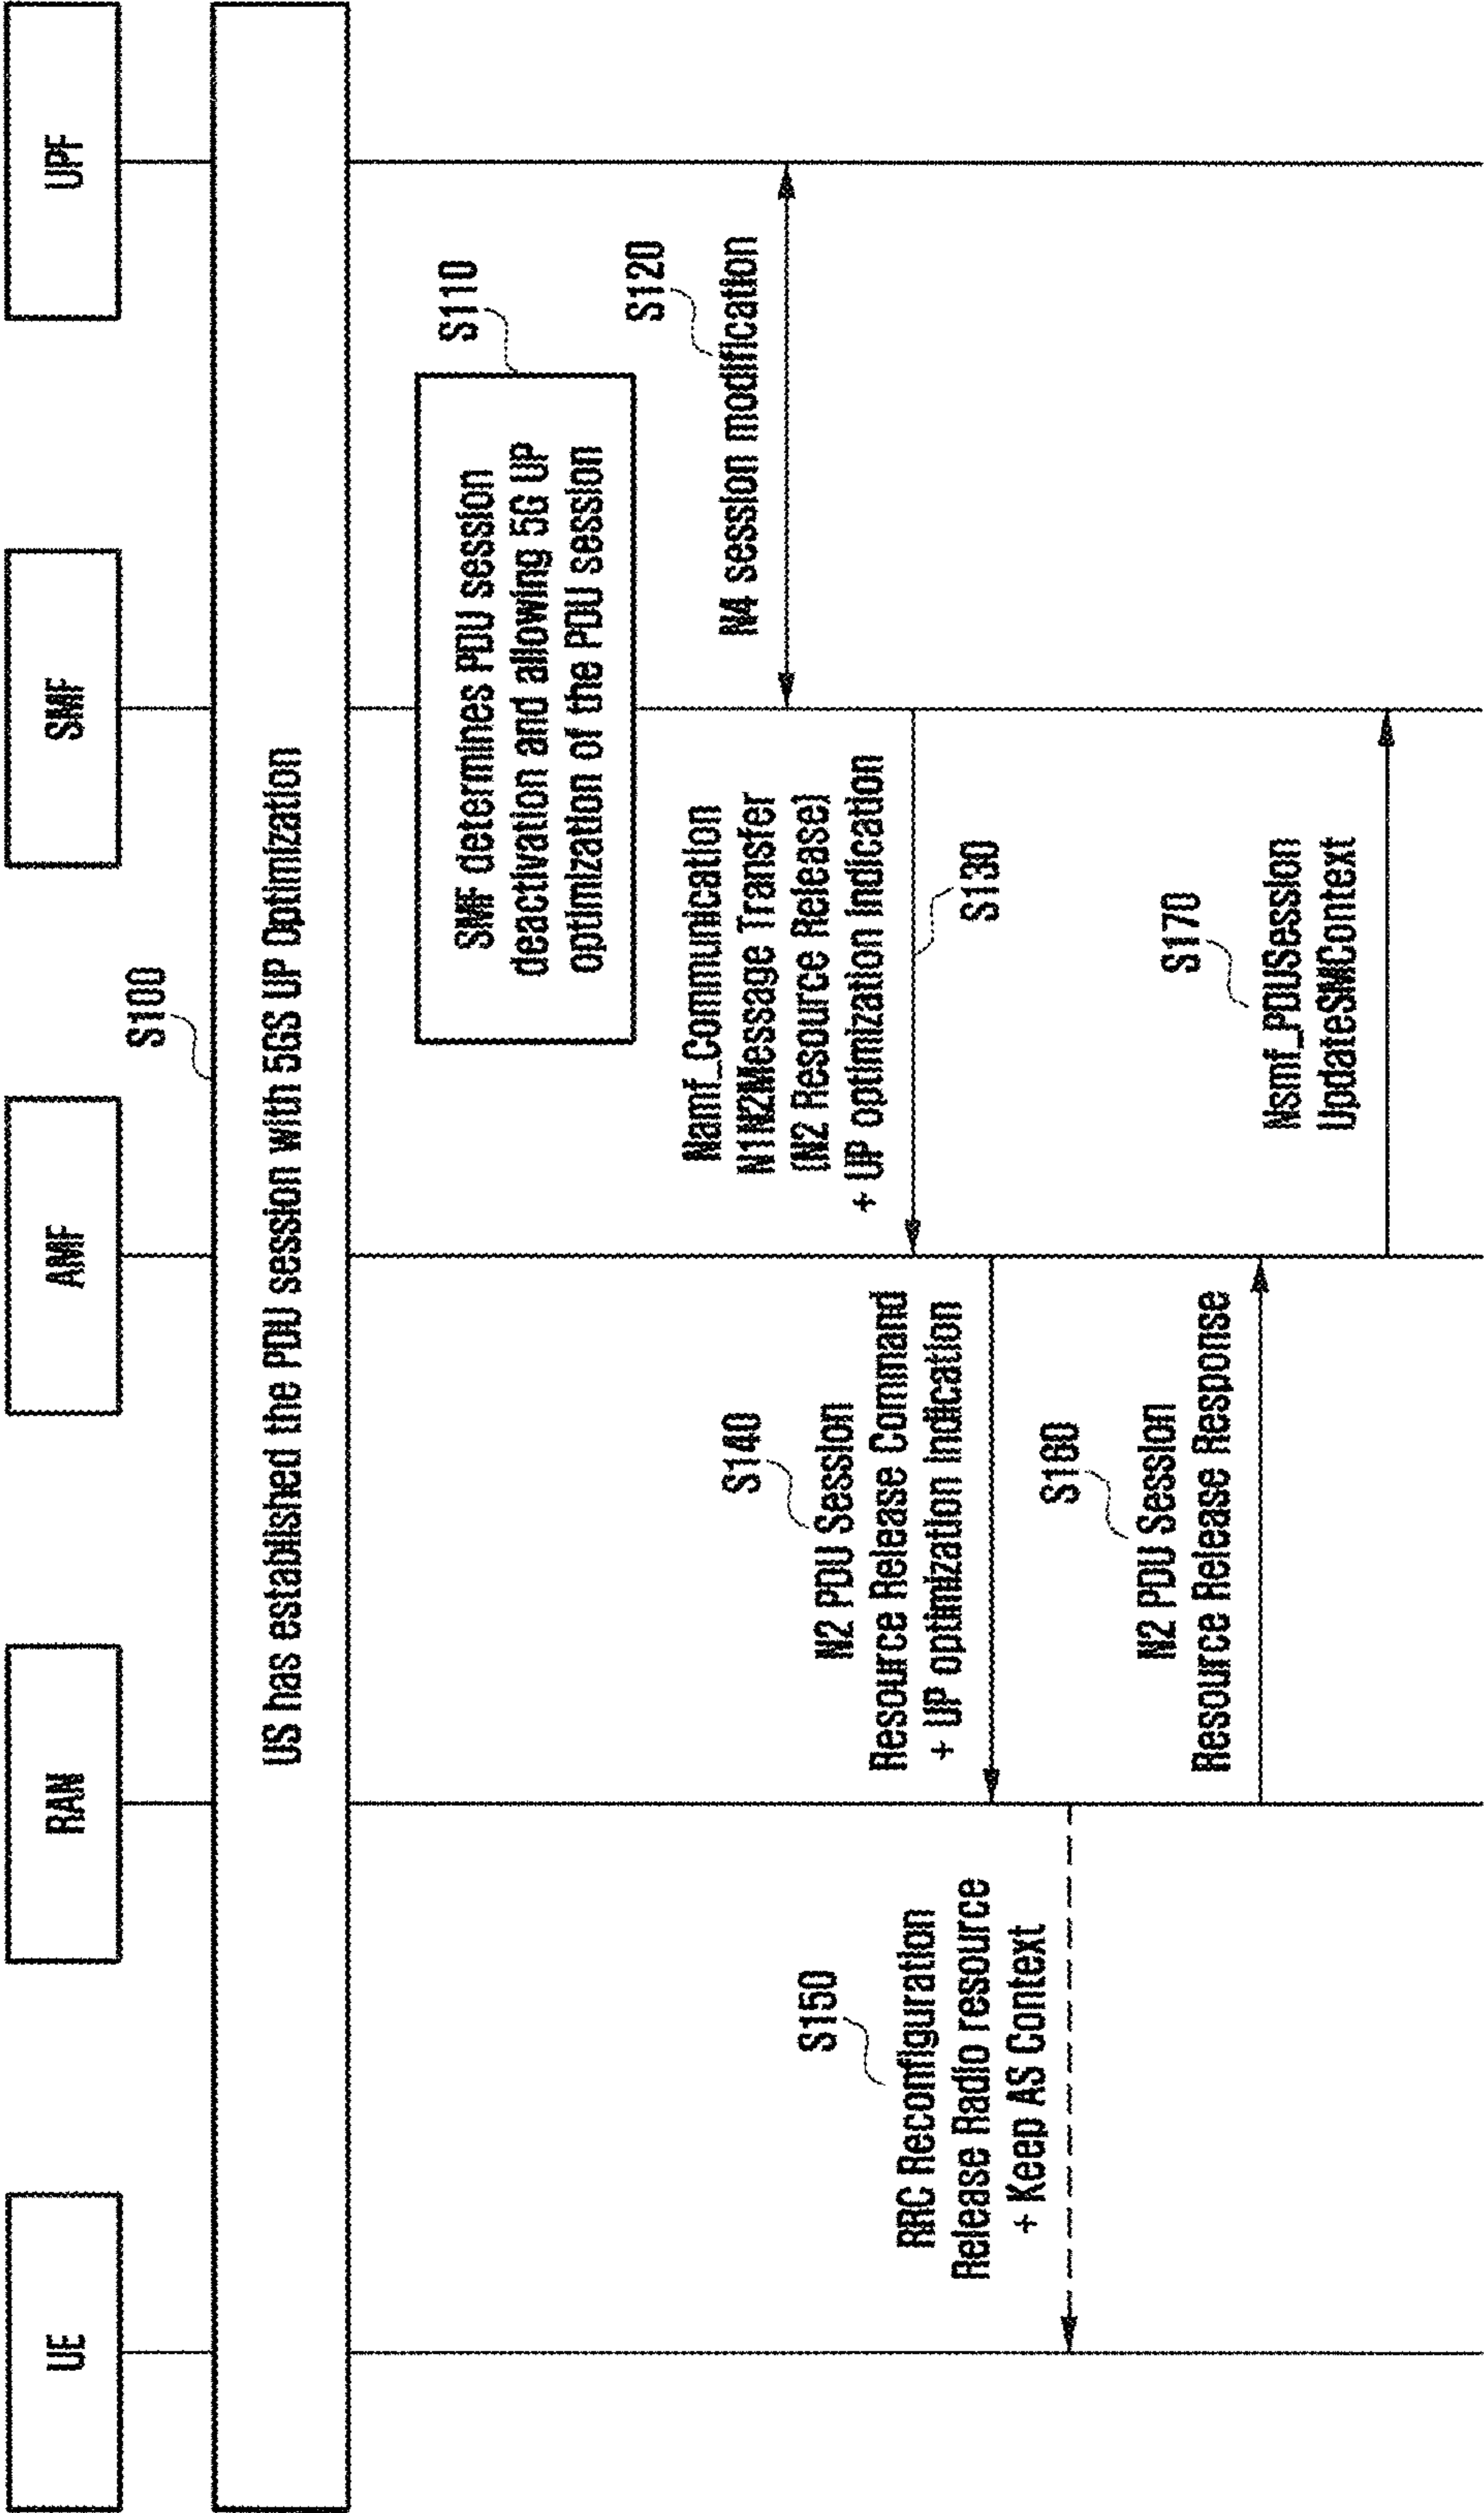 UE
RAN
AMF
SMF
UPF
S100
US has established the PDU session with 5GS UP Optimization
S110
SMF determines PDU session
deactivation and allowing 5G UP
optimization of the PDU session
S120
N4 session modification
Namf_Communication
N1N2Message Transfer
(N2 Resource Release)
+ UP optimization indication
S130
S140
N2 PDU Session
Resource Release Command
+ UP optimization indication
S150
RRC Reconfiguration
Release Radio resource
+ Keep AS Context
S160
N2 PDU Session
Resource Release Response
S170
Nsmf_PDUSession
UpdateSMContext